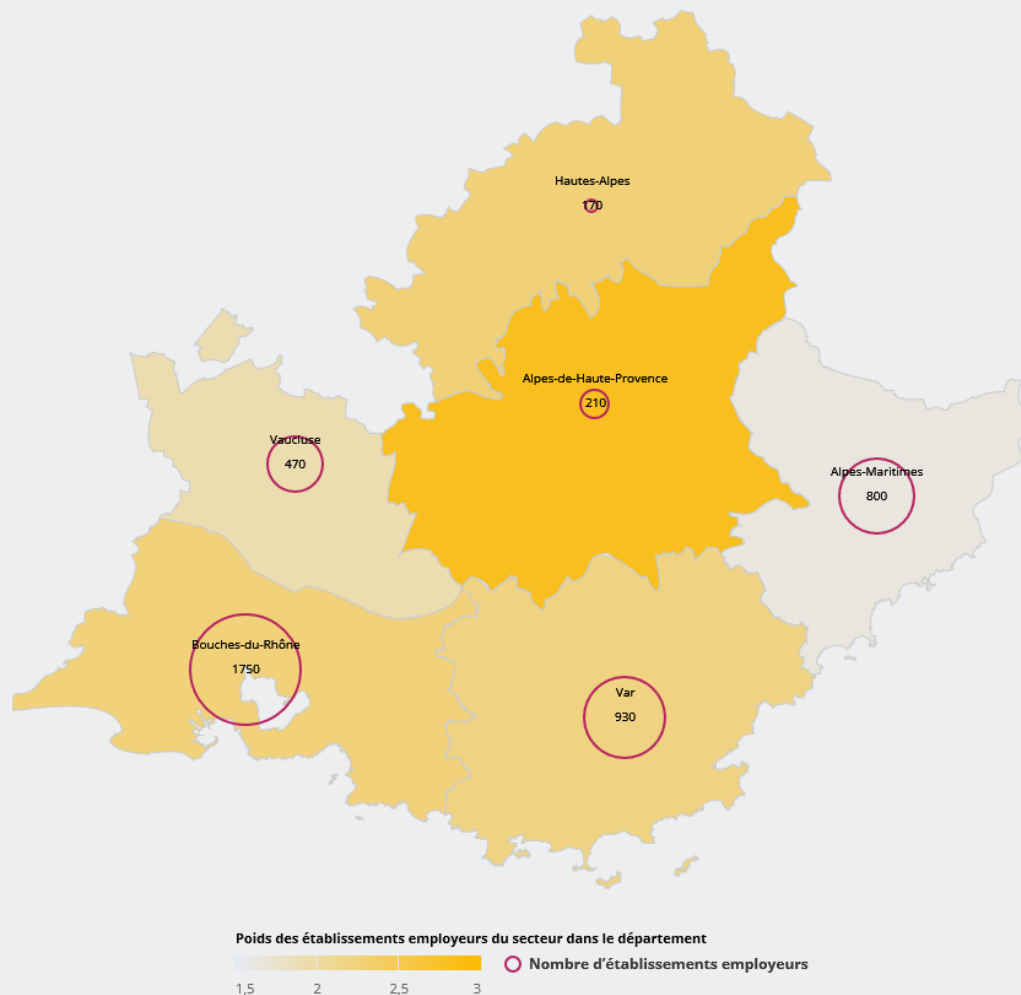 Hautes-Alpes
170
Alpes-de-Haute-Provence
210
Vaucluse
470
Alpes-Maritimes
800
Bouches-du-Rhône
1750
Var
930
Poids des établissements employeurs du secteur dans le département
Nombre d'établissements employeurs
1,5 2 2,5 3